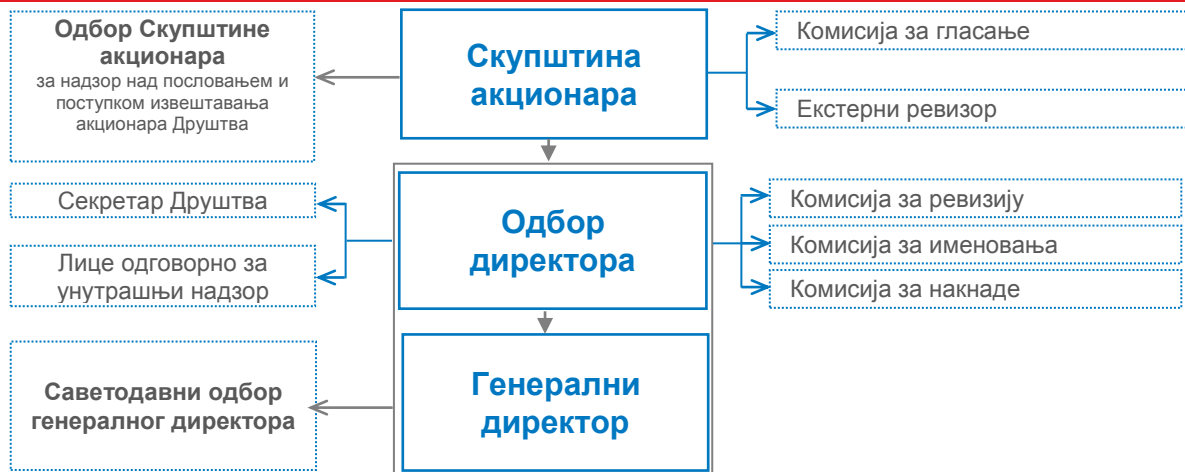 Одбор Скупштине
акционара
за надзор над пословањем и
поступком извештавања
акционара Друштва
Скупштина
акционара
Комисија за гласање
Екстерни ревизор
Секретар Друштва
Лице одговорно за
унутрашњи надзор
Одбор
директора
Комисија за ревизију
Комисија за именовања
Комисија за накнаде
Саветодавни одбор
генералног директора
Генерални
директор